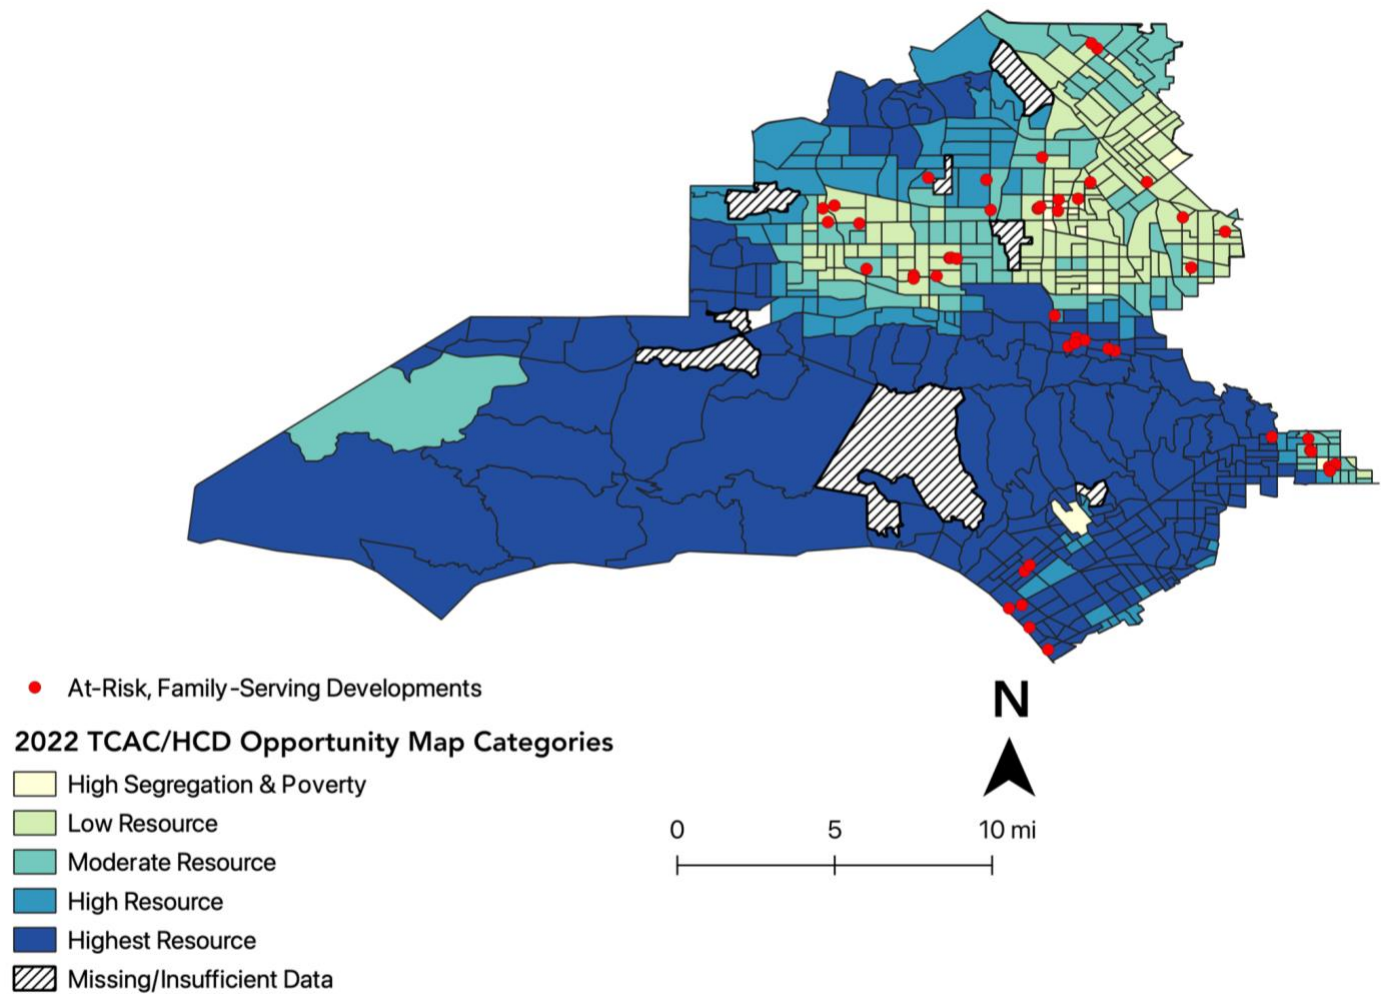 At-Risk, Family-Serving Developments
N
2022 TCAC/HCD Opportunity Map Categories
High Segregation & Poverty
Low Resource
0 5 10 mi
Moderate Resource
High Resource
Highest Resource
Missing/Insufficient Data